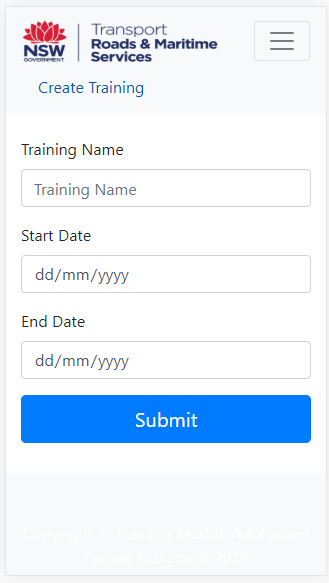 Transport
Roads & Maritime
Services
NSW
GOVERNMENT
Create Training
Training Name
Training Name
Start Date
dd/mm/yyyy
End Date
dd/mm/yyyy
Submit
Copyright © Training Module/Mohamed
Farouk Assigment 2019